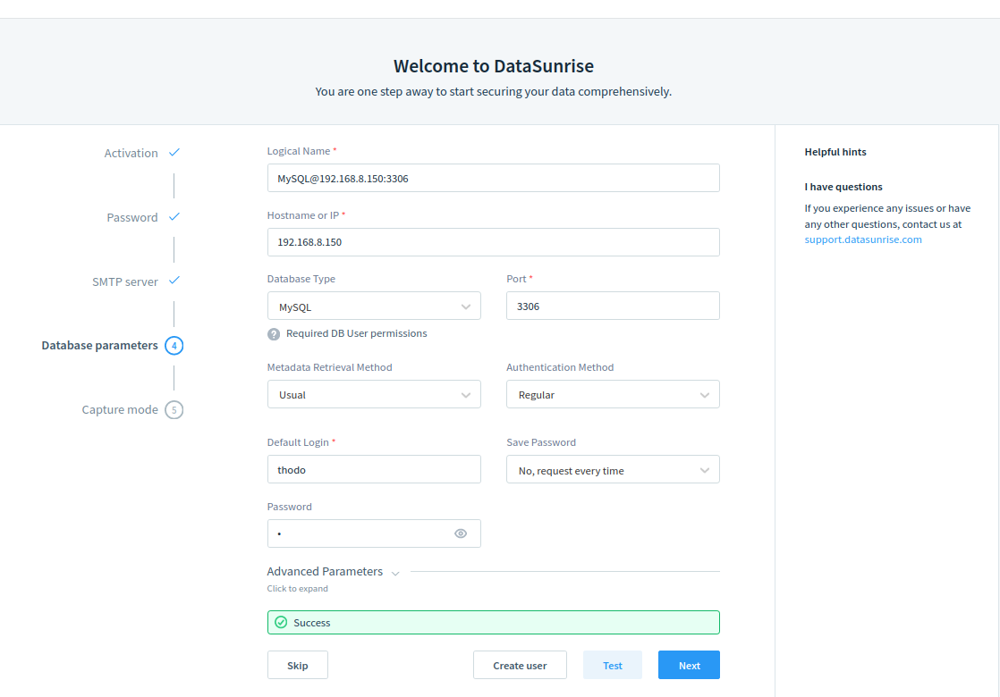 Welcome to DataSunrise
You are one step away to start securing your data comprehensively.
Activation
Password
SMTP server
Database parameters 4
Capture mode 5
Logical Name *
MySQL@192.168.8.150:3306
Hostname or IP *
192.168.8.150
Database Type
MySQL
Port *
3306
? Required DB User permissions
Metadata Retrieval Method
Usual
Authentication Method
Regular
Default Login *
thodo
Save Password
No, request every time
Password
•
Advanced Parameters
Click to expand
Success
Skip
Create user
Test
Next
Helpful hints
I have questions
If you experience any issues or have
any other questions, contact us at
support.datasunrise.com